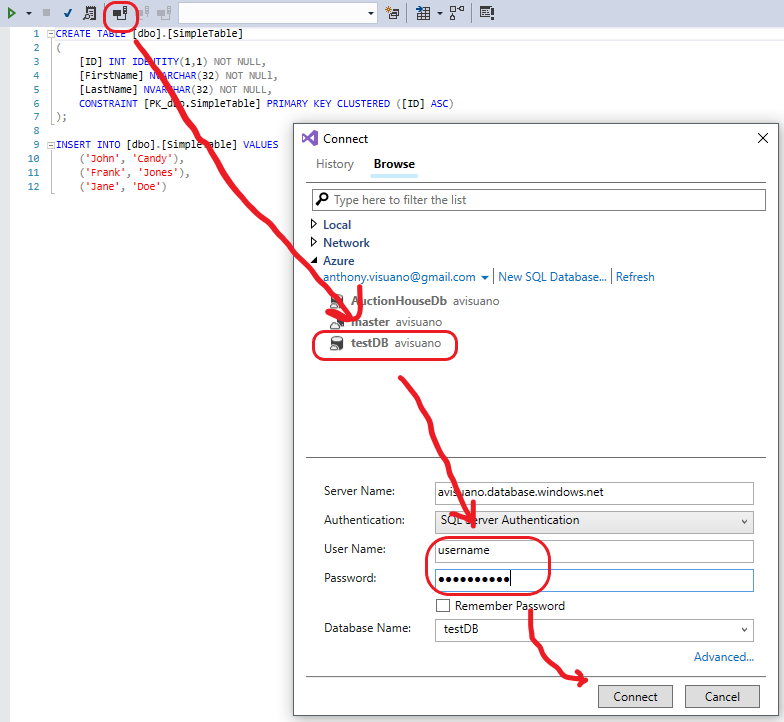 1 CREATE TABLE [dbo].[SimpleTable]
2 (
3 [ID] INT IDENTITY(1,1) NOT NULL,
4 [FirstName] NVARCHAR(32) NOT NULl,
5 [LastName] NVARCHAR(32) NOT NULL,
6 CONSTRAINT [PK_dbo.SimpleTable] PRIMARY KEY CLUSTERED ([ID] ASC)
7 );
8
9 INSERT INTO [dbo].[SimpleTable] VALUES
10 ('John', 'Candy'),
11 ('Frank', 'Jones'),
12 ('Jane', 'Doe')
Connect
History Browse
Type here to filter the list
Local
Network
Azure
anthony.visuano@gmail.com New SQL Database... Refresh
AuctionHouseDb avisuano
master avisuano
testDB avisuano
Server Name: avisuano.database.windows.net
Authentication: SQL Server Authentication
User Name: username
Password: ●●●●●●●●●●
Remember Password
Database Name: testDB
Advanced...
Connect Cancel